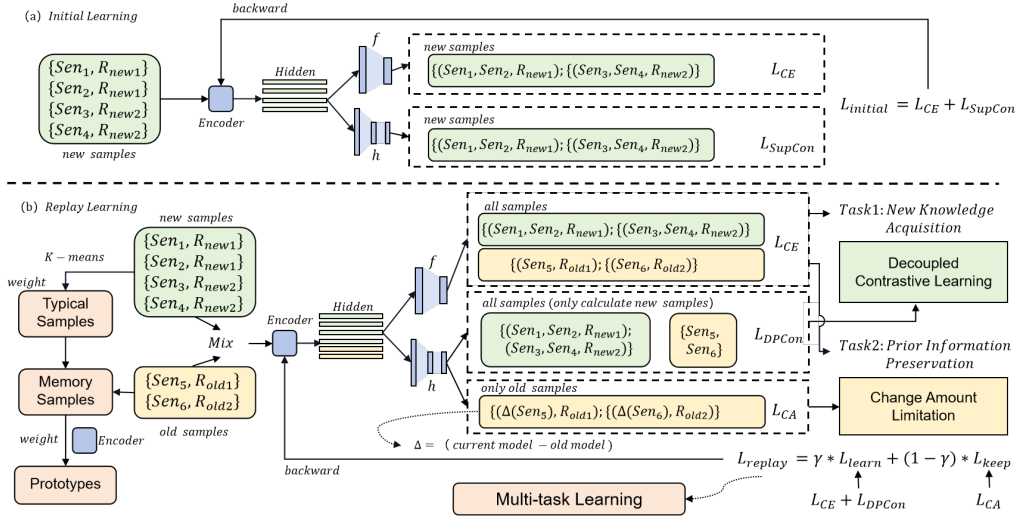 (a) Initial Learning
backward
{Sen1, Rnew1}
{Sen2, Rnew1}
{Sen3, Rnew2}
{Sen4, Rnew2}
new samples
Encoder
Hidden
f
h
new samples
{(Sen1, Sen2, Rnew1); {(Sen3, Sen4, Rnew2)}
LCE
new samples
{(Sen1, Sen2, Rnew1); {(Sen3, Sen4, Rnew2)}
LSupCon
Linitial = LCE + LSupCon
(b) Replay Learning
new samples
{Sen1, Rnew1}
{Sen2, Rnew1}
{Sen3, Rnew2}
{Sen4, Rnew2}
K − means
weight
Typical
Samples
Memory
Samples
weight
Encoder
Prototypes
Mix
{Sen5, Rold1}
{Sen6, Rold2}
old samples
Encoder
Hidden
f
h
all samples
{(Sen1, Sen2, Rnew1); {(Sen3, Sen4, Rnew2)}
{(Sen5, Rold1); {(Sen6, Rold2)}
LCE
all samples (only calculate new samples)
{(Sen1, Sen2, Rnew1);
(Sen3, Sen4, Rnew2)}
{Sen5,
Sen6}
LDPCon
only old samples
{(Δ(Sen5), Rold1); {(Δ(Sen6), Rold2)}
LCA
Δ = ( current model − old model )
backward
Task1: New Knowledge
Acquisition
Decoupled
Contrastive Learning
Task2: Prior Information
Preservation
Change Amount
Limitation
Lreplay = γ * Llearn + (1 − γ) * Lkeep
LCE + LDPCon
LCA
Multi-task Learning